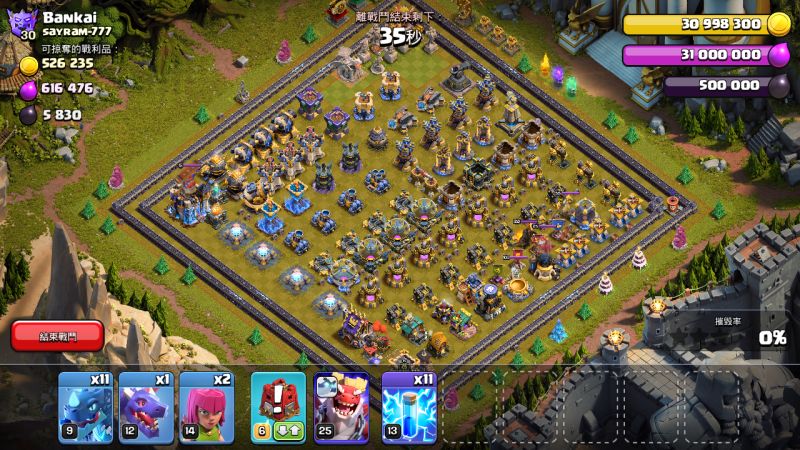 Bankai
30
sayram-777
可掠奪的戰利品：
526 235
616 476
5 830
離戰鬥結束剩下：
35秒
30 998 300
31 000 000
500 000
結束戰鬥
摧毀率
0%
x11
x1
x2
x11
9
12
14
6
25
13